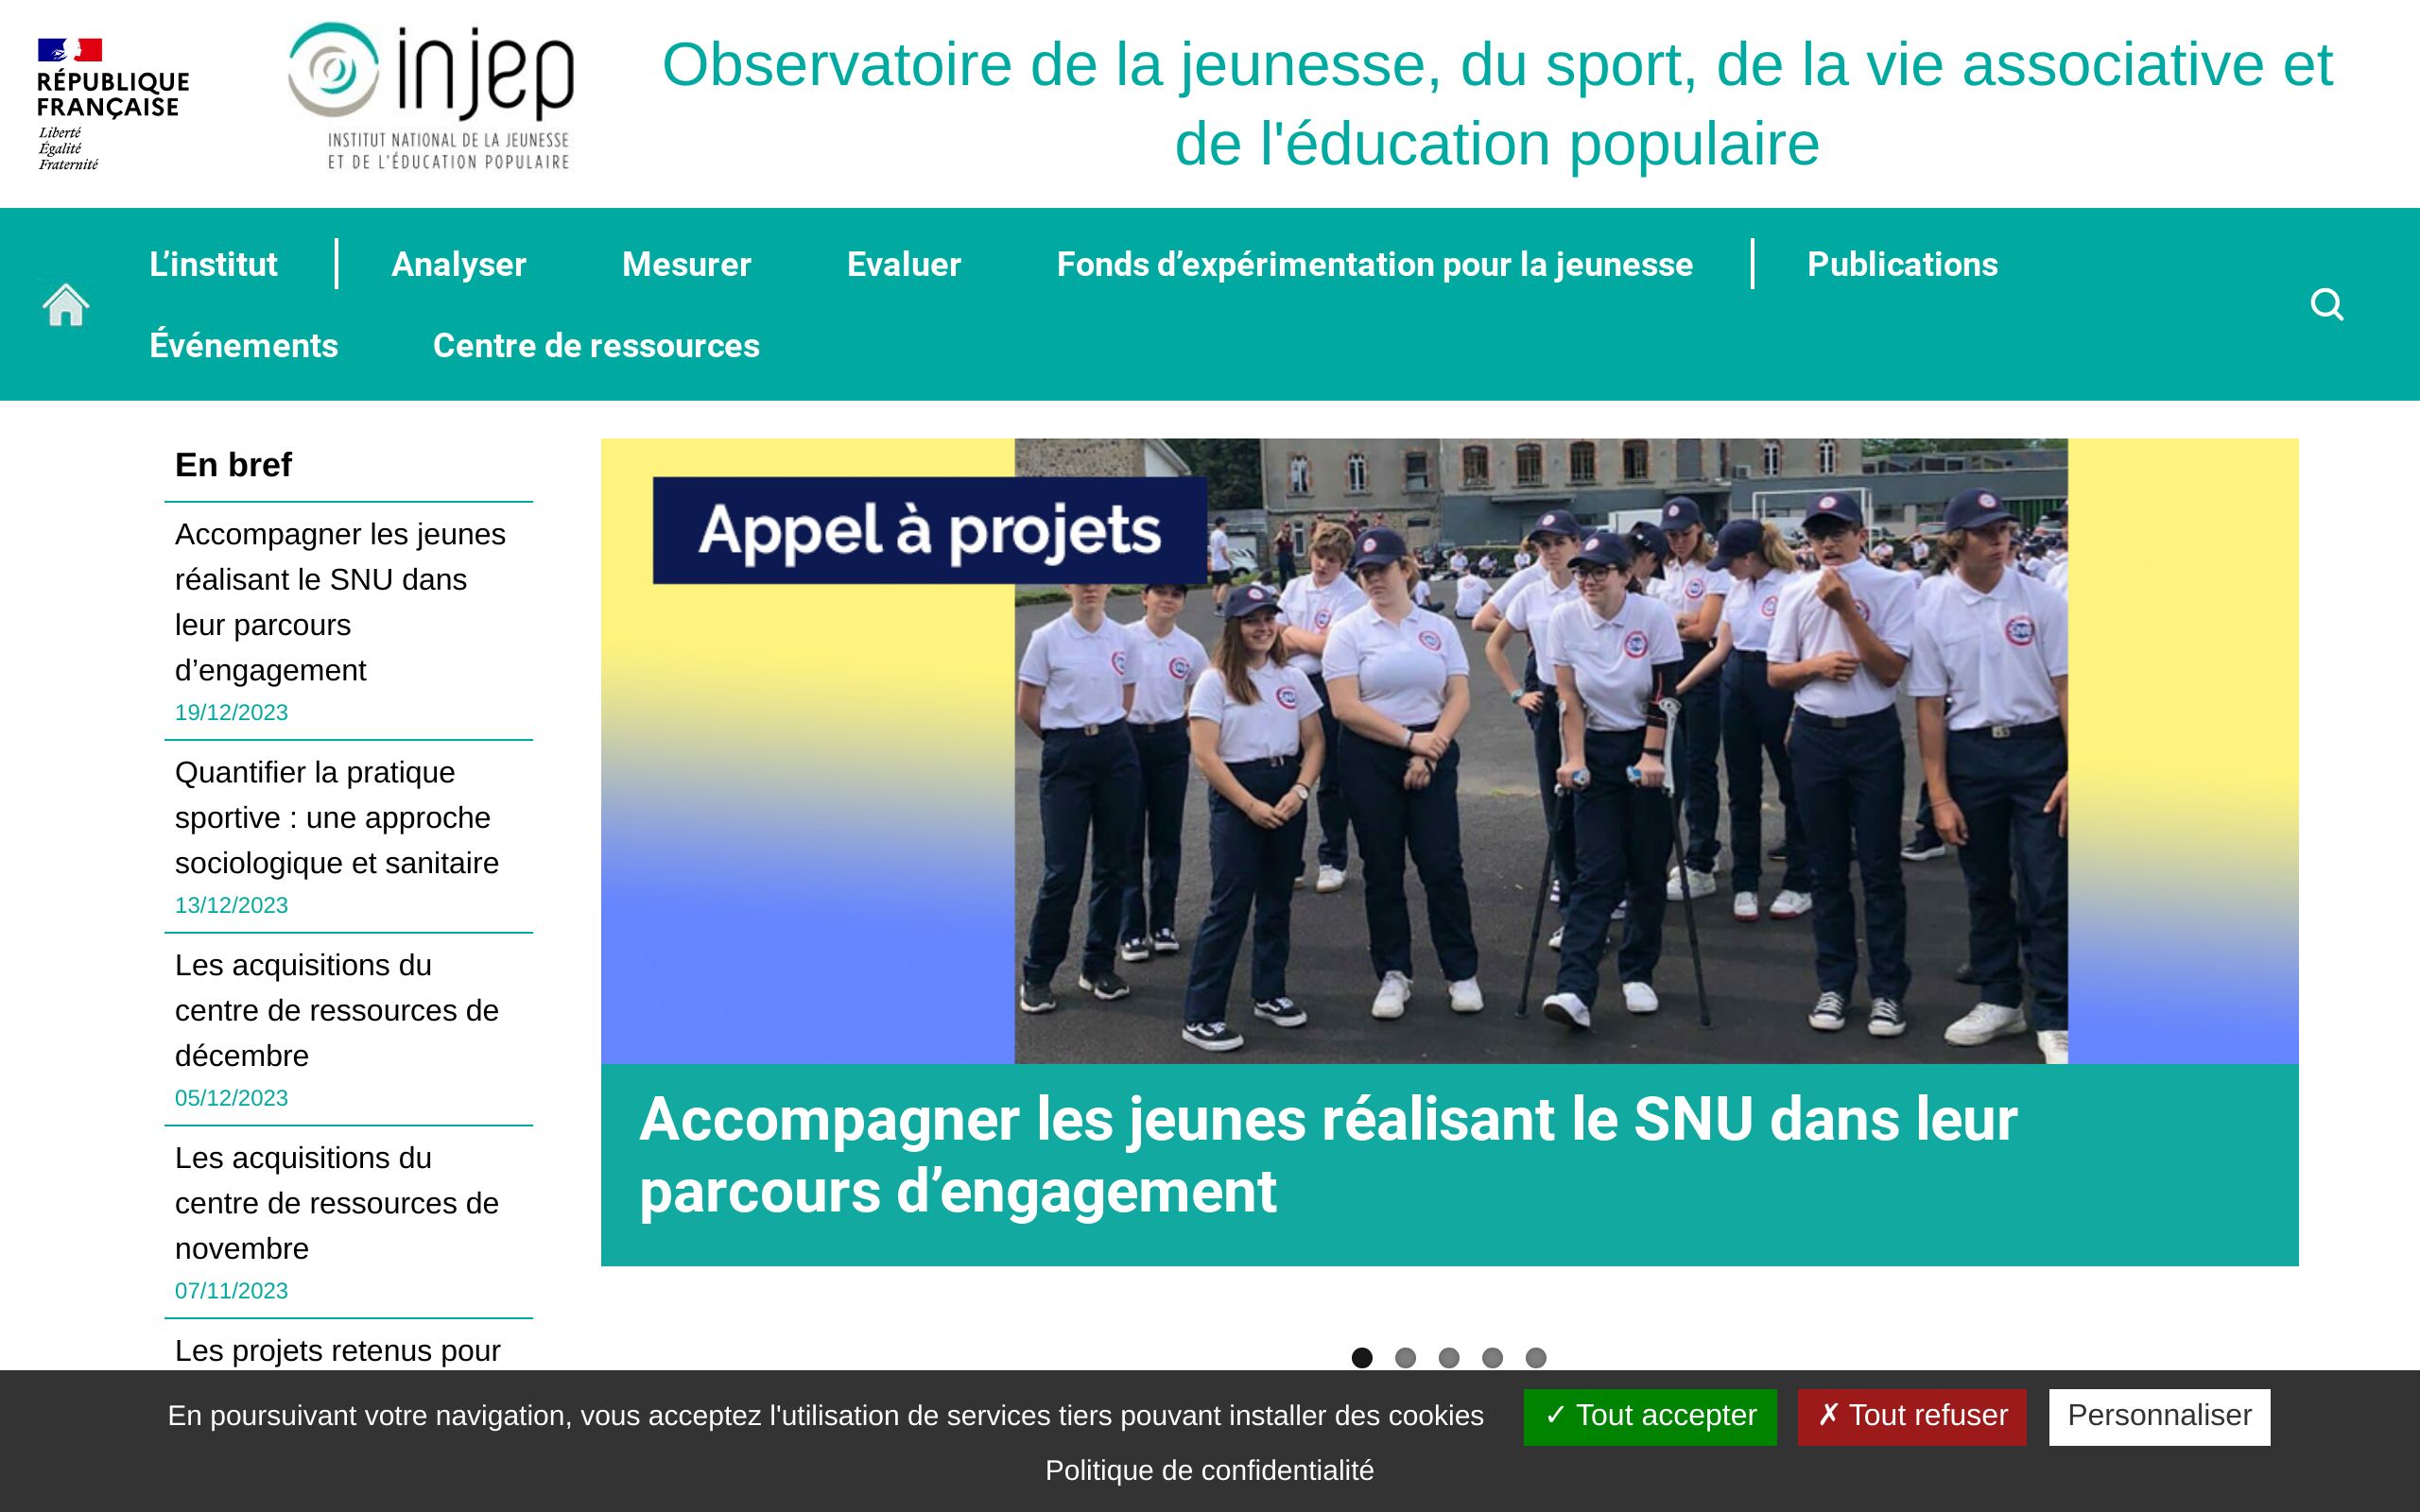 RÉPUBLIQUE
FRANÇAISE
Liberté
Égalité
Fraternité
injep
INSTITUT NATIONAL DE LA JEUNESSE
ET DE L'ÉDUCATION POPULAIRE
Observatoire de la jeunesse, du sport, de la vie associative et
de l'éducation populaire
L’institut
Analyser
Mesurer
Evaluer
Fonds d’expérimentation pour la jeunesse
Publications
Événements
Centre de ressources
En bref
Accompagner les jeunes
réalisant le SNU dans
leur parcours
d’engagement
19/12/2023
Quantifier la pratique
sportive : une approche
sociologique et sanitaire
13/12/2023
Les acquisitions du
centre de ressources de
décembre
05/12/2023
Les acquisitions du
centre de ressources de
novembre
07/11/2023
Les projets retenus pour
Appel à projets
Accompagner les jeunes réalisant le SNU dans leur
parcours d’engagement
En poursuivant votre navigation, vous acceptez l'utilisation de services tiers pouvant installer des cookies
✓ Tout accepter
✗ Tout refuser
Personnaliser
Politique de confidentialité